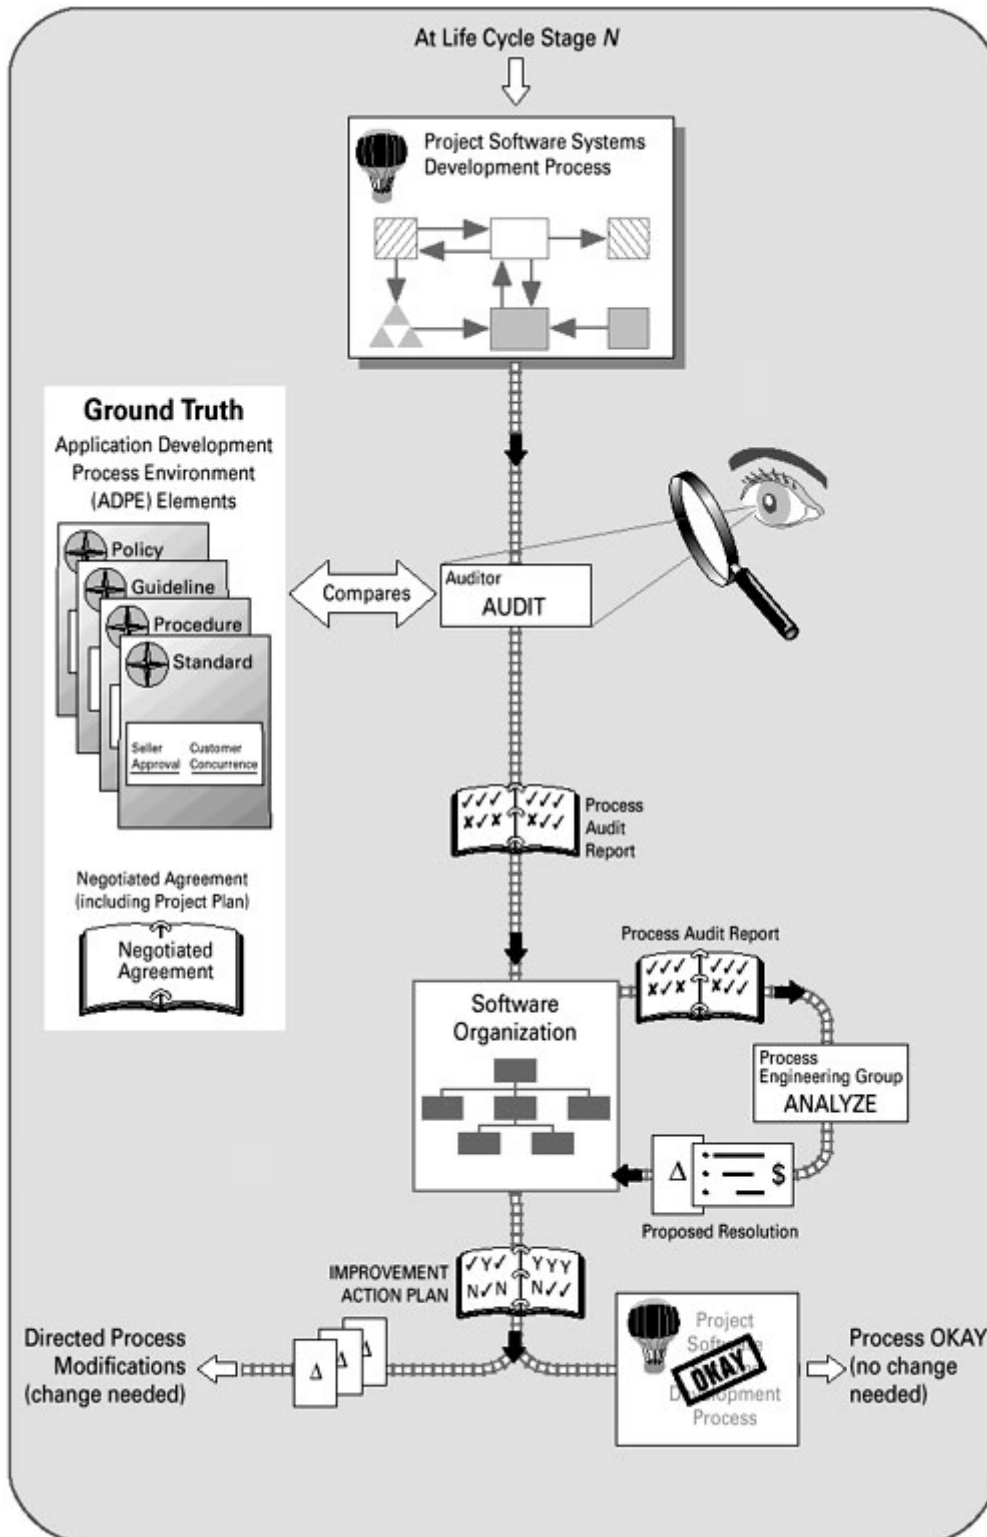 At Life Cycle Stage N
Project Software Systems
Development Process
Ground Truth
Application Development
Process Environment
(ADPE) Elements
Policy
Guideline
Procedure
Standard
Seller
Approval
Customer
Concurrence
Negotiated Agreement
(including Project Plan)
Negotiated
Agreement
Compares
Auditor
AUDIT
✓✓✓ ✓✓✓
✗✓✗ ✗✓✓
Process
Audit
Report
Software
Organization
Process Audit Report
✓✓✓ ✓✓✓
✗✓✗ ✗✓✓
Process
Engineering Group
ANALYZE
Δ
$
Proposed Resolution
IMPROVEMENT
ACTION PLAN
✓Y✓ YYY
N✓N N✓✓
Directed Process
Modifications
(change needed)
Δ
Δ
Δ
Project
OKAY
Process
Process OKAY
(no change
needed)